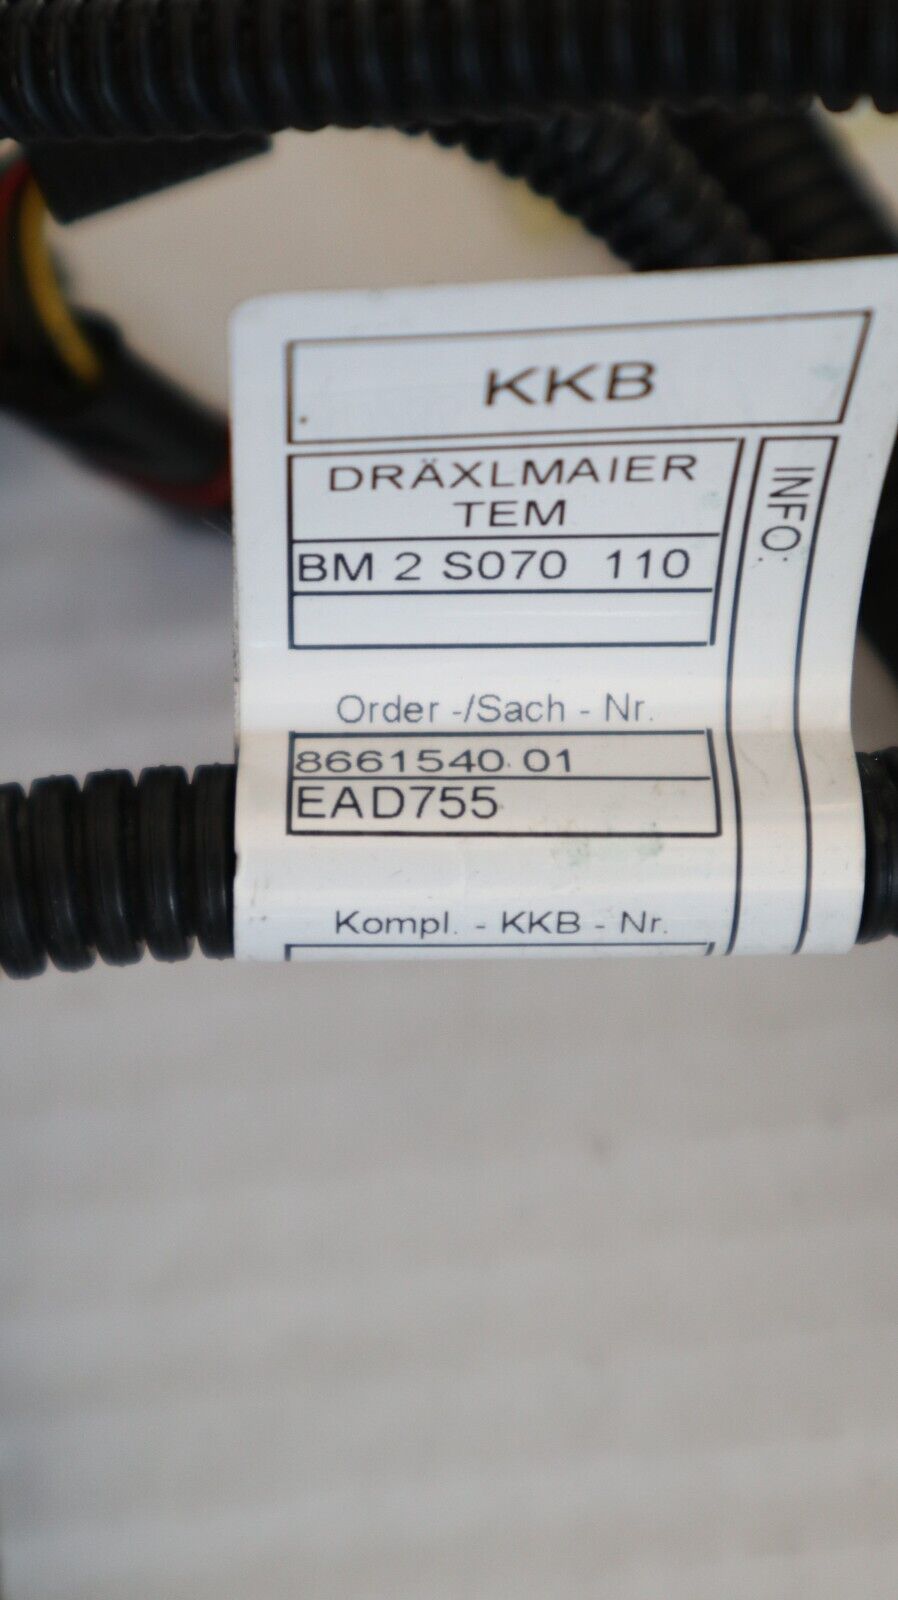 KKB
DRÄXLMAIER
TEM
BM 2 S070 110
INFO:
Order -/Sach - Nr.
8661540 01
EAD755
Kompl. - KKB - Nr.